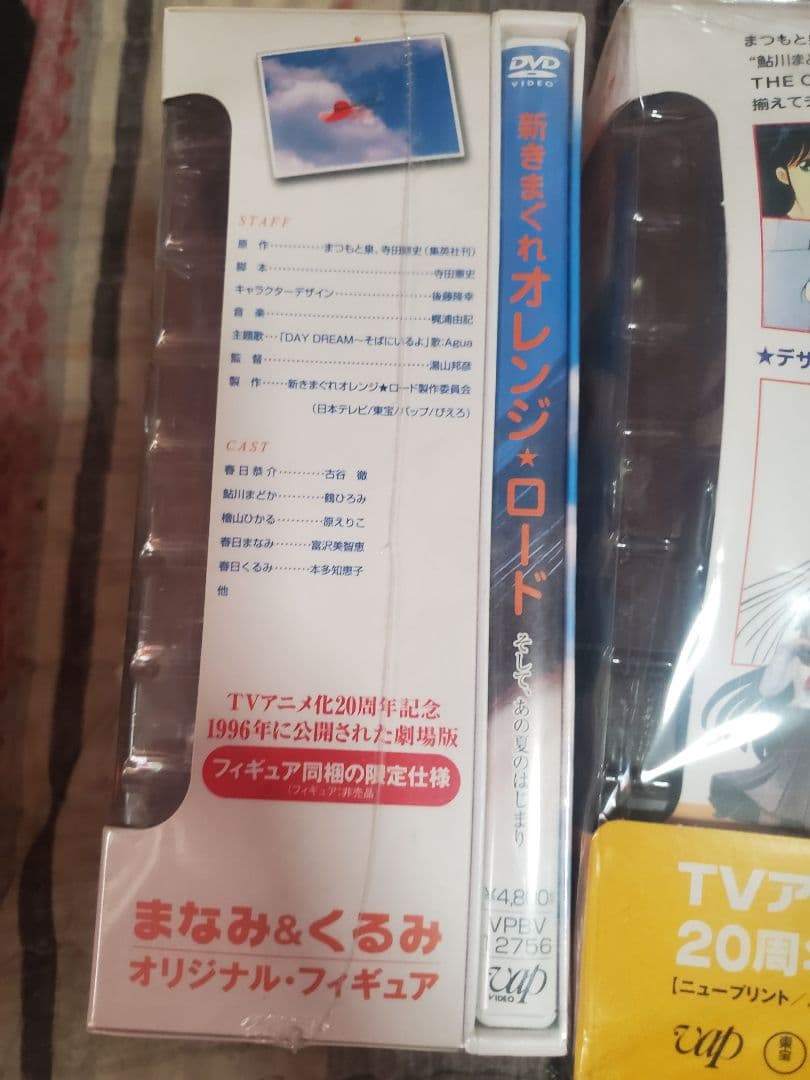 STAFF
原 作…………まつもと泉、寺田憲史(集英社刊)
脚 本……………………………寺田憲史
キャラクターデザイン………………後藤隆幸
音 楽……………………………梶浦由記
主題歌…「DAY DREAM～そばにいるよ」歌:Agua
監 督……………………………湯山邦彦
製 作……新きまぐれオレンジ★ロード製作委員会
(日本テレビ/東宝/バップ/ぴえろ)
CAST
春日恭介…………古谷 徹
鮎川まどか…………鶴ひろみ
檜山ひかる…………原えりこ
春日まなみ………富沢美智恵
春日くるみ………本多知恵子
他
TVアニメ化20周年記念
1996年に公開された劇場版
フィギュア同梱の限定仕様
(フィギュア:非売品)
まなみ&くるみ
オリジナル・フィギュア
DVD
VIDEO
新きまぐれオレンジ★ロード そして、あの夏のはじまり
¥4,800
VPBV
12756
vap
VIDEO
まつもと泉
"鮎川まど
THE O
揃えてデ
★デザ
TVア
20周
[ニュープリント/
vap
東宝